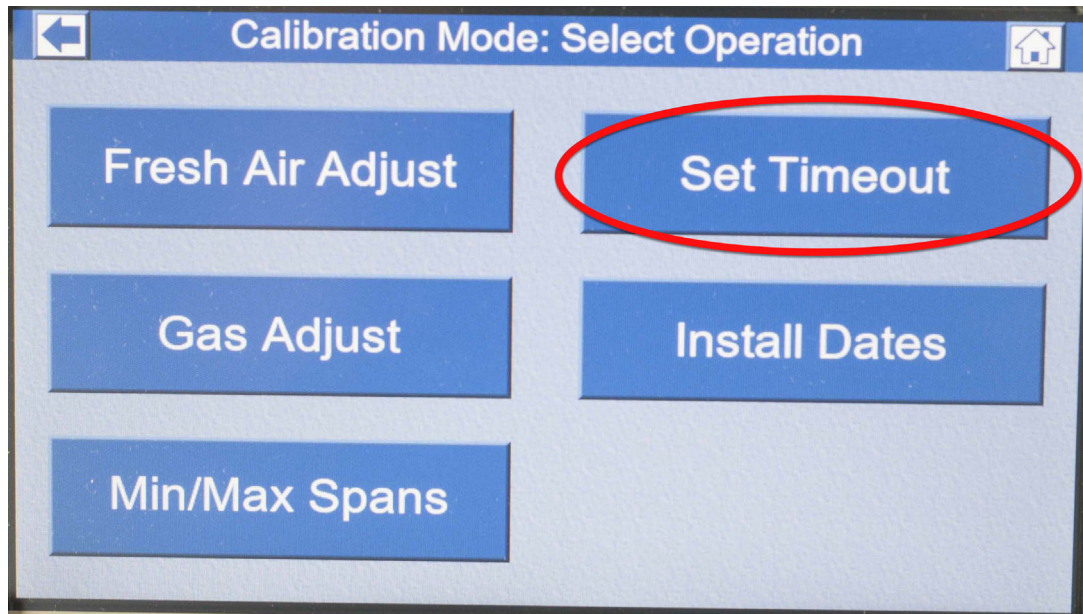 Calibration Mode: Select Operation
Fresh Air Adjust
Set Timeout
Gas Adjust
Install Dates
Min/Max Spans